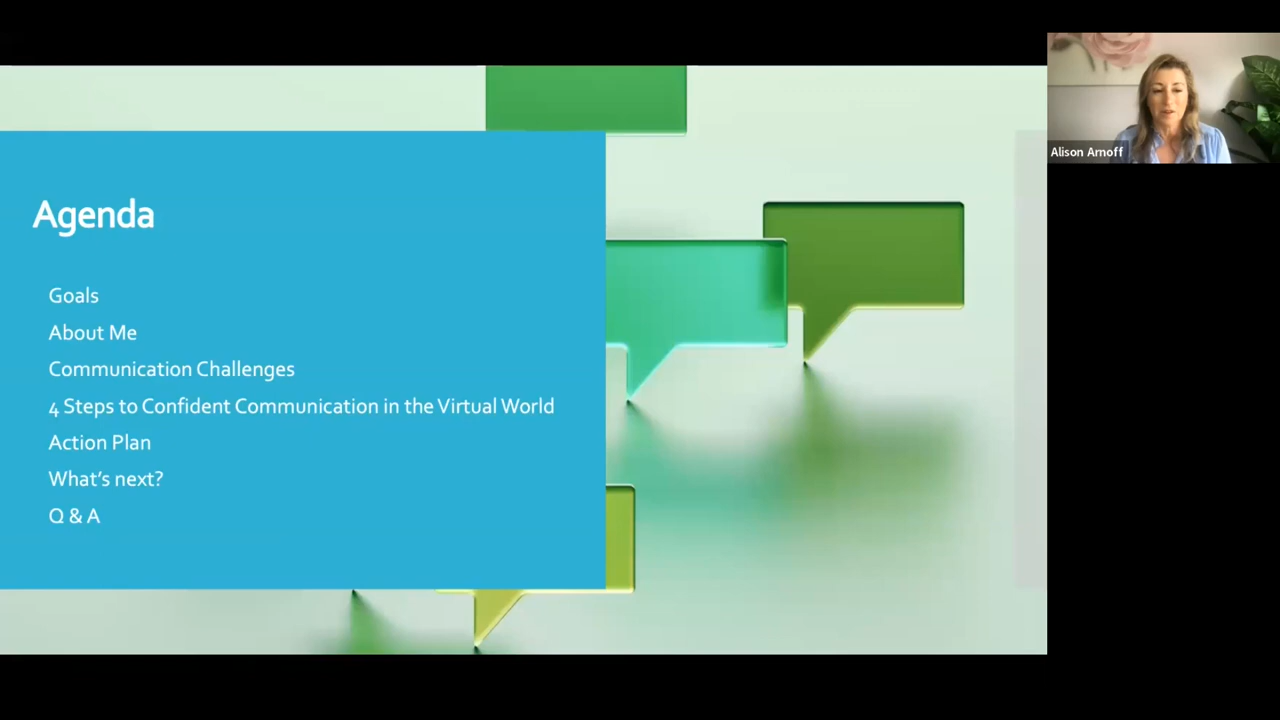 Agenda
Goals
About Me
Communication Challenges
4 Steps to Confident Communication in the Virtual World
Action Plan
What's next?
Q & A
Alison Arnoff